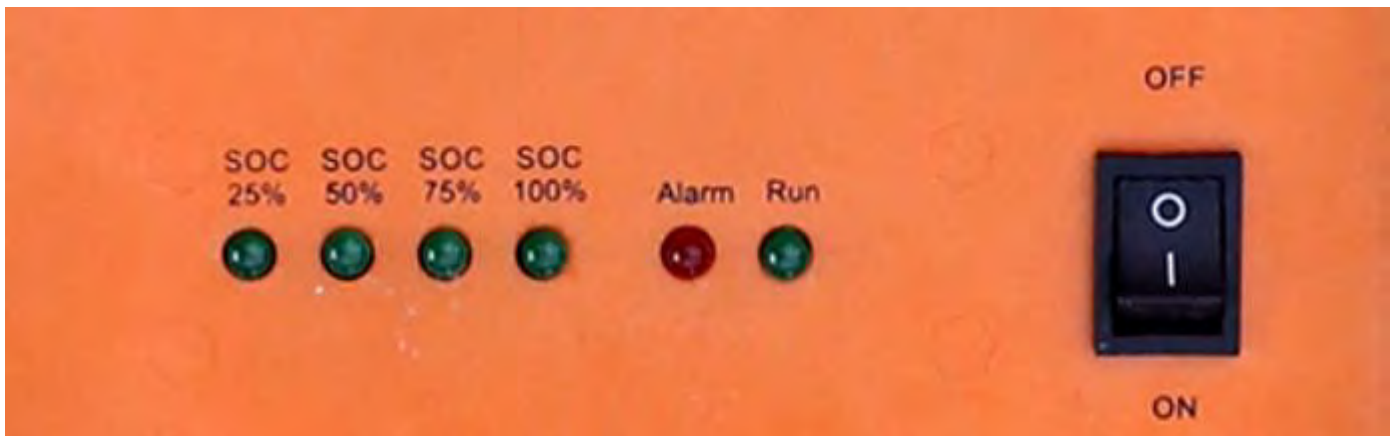 OFF
SOC SOC SOC SOC
25% 50% 75% 100%
Alarm Run
O
I
ON